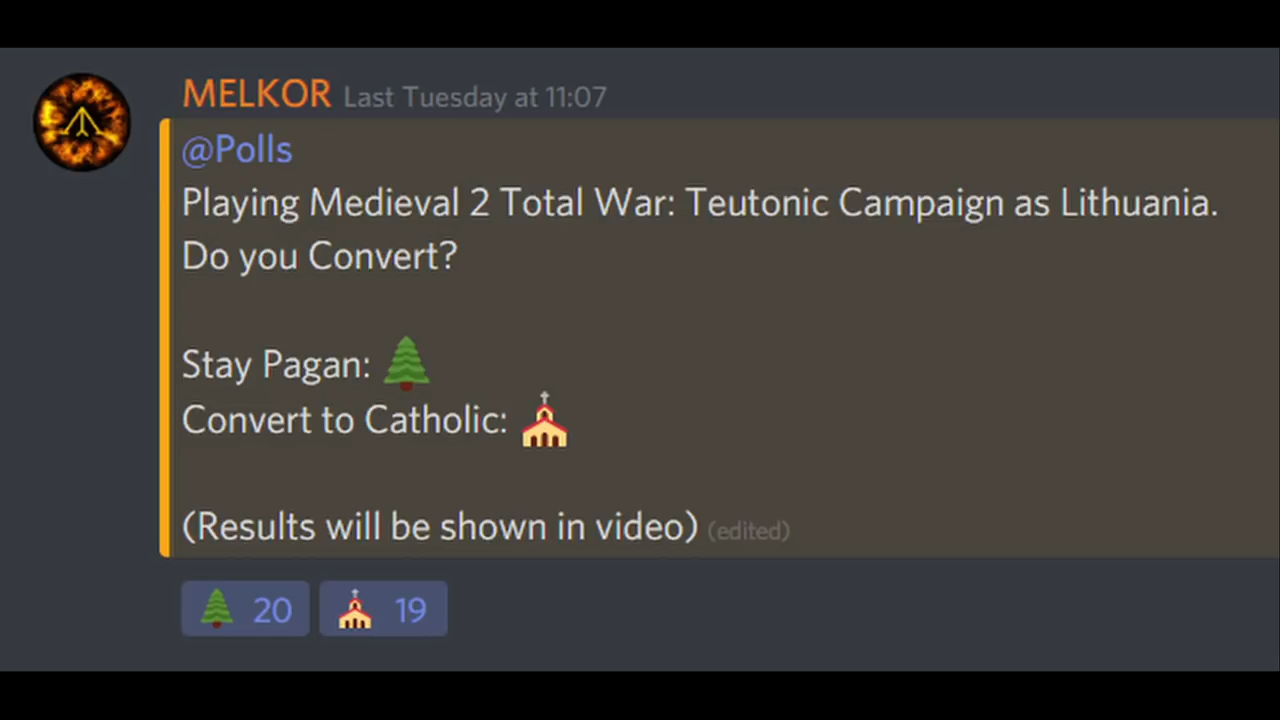 MELKOR Last Tuesday at 11:07
@Polls
Playing Medieval 2 Total War: Teutonic Campaign as Lithuania.
Do you Convert?
Stay Pagan: 🌲
Convert to Catholic: ⛪
(Results will be shown in video) (edited)
🌲 20 ⛪ 19